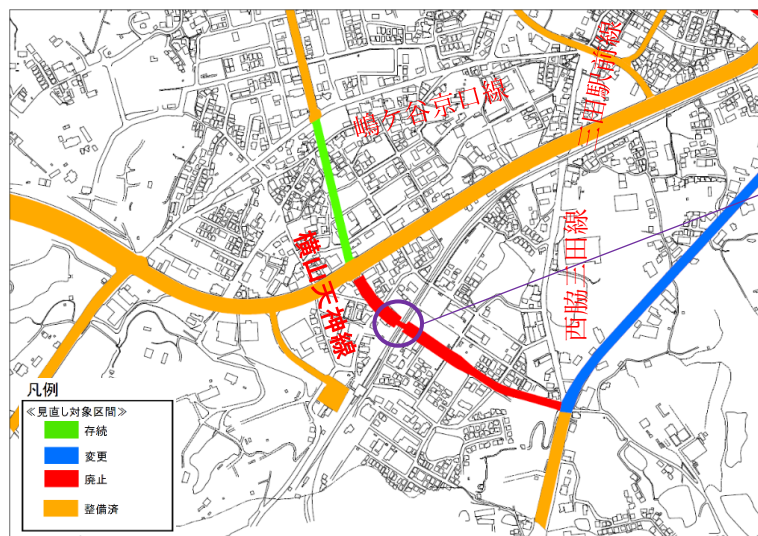 嶋ヶ谷京口線
三田駅前線
横山天神線
西脇三田線
凡例
≪見直し対象区間≫
存続
変更
廃止
整備済